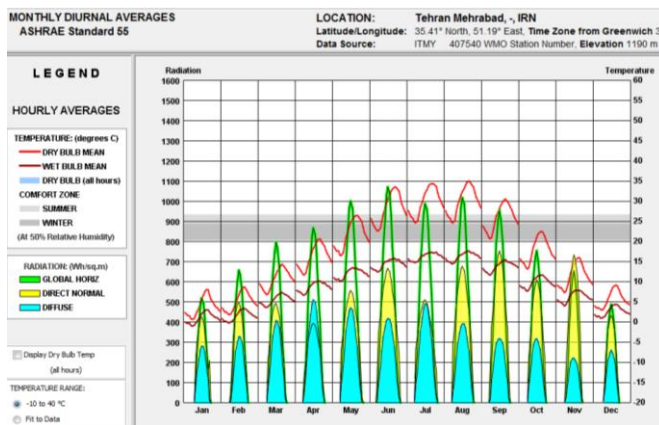 MONTHLY DIURNAL AVERAGES
ASHRAE Standard 55
LOCATION: Tehran Mehrabad, -, IRN
Latitude/Longitude: 35.41° North, 51.19° East, Time Zone from Greenwich 3
Data Source: ITMY 407540 WMO Station Number, Elevation 1190 m
LEGEND
HOURLY AVERAGES
TEMPERATURE: (degrees C)
DRY BULB MEAN
WET BULB MEAN
DRY BULB (all hours)
COMFORT ZONE
SUMMER
WINTER
(At 50% Relative Humidity)
RADIATION: (Wh/sq.m)
GLOBAL HORIZ
DIRECT NORMAL
DIFFUSE
Display Dry Bulb Temp
(all hours)
TEMPERATURE RANGE:
-10 to 40 °C
Fit to Data
Radiation
1600
1500
1400
1300
1200
1100
1000
900
800
700
600
500
400
300
200
100
0
Temperature
60
55
50
45
40
35
30
25
20
15
10
5
0
-5
-10
-15
-20
Jan Feb Mar Apr May Jun Jul Aug Sep Oct Nov Dec